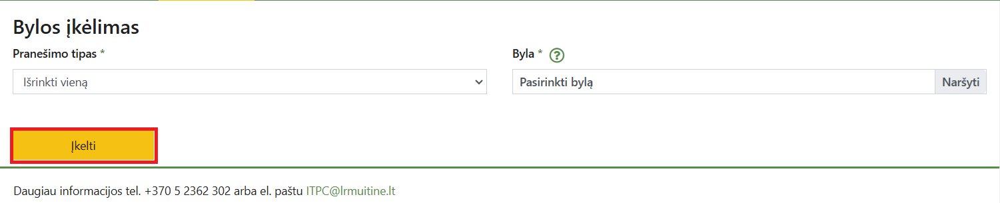 Bylos įkėlimas
Pranešimo tipas *
Byla * ?
Išrinkti vieną
Pasirinkti bylą
Naršyti
Įkelti
Daugiau informacijos tel. +370 5 2362 302 arba el. paštu ITPC@lrmuitine.lt